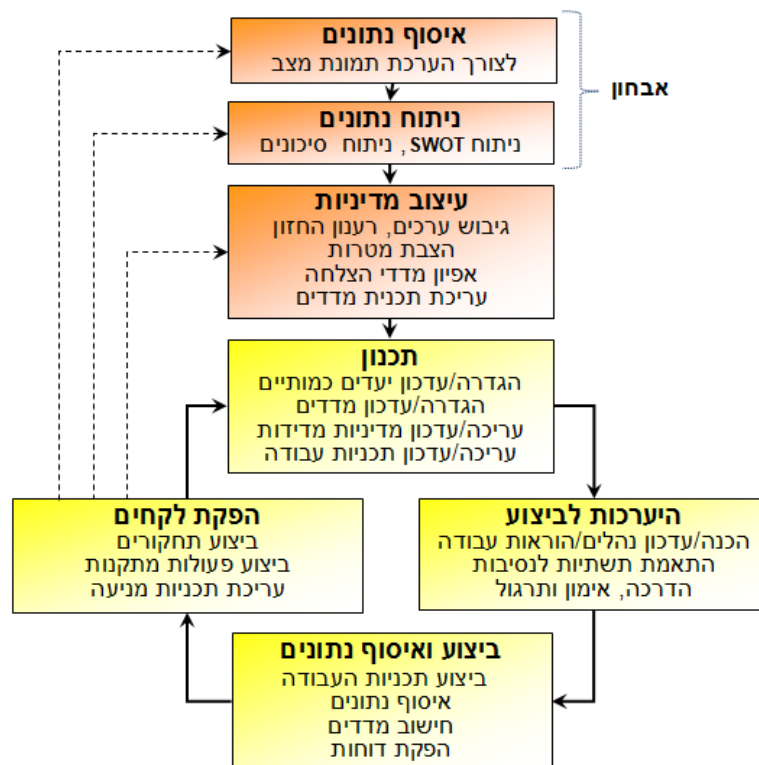 איסוף נתונים
לצורך הערכת תמונת מצב
אבחון
ניתוח נתונים
ניתוח SWOT, ניתוח סיכונים
עיצוב מדיניות
גיבוש ערכים, רענון החזון
הצבת מטרות
אפיון מדדי הצלחה
עריכת תכנית מדדים
תכנון
הגדרה/עדכון יעדים כמותיים
הגדרה/עדכון מדדים
עריכה/עדכון מדיניות מדידות
עריכה/עדכון תכניות עבודה
היערכות לביצוע
הכנה/עדכון נהלים/הוראות עבודה
התאמת תשתיות לנסיבות
הדרכה, אימון ותרגול
ביצוע ואיסוף נתונים
ביצוע תכניות העבודה
איסוף נתונים
חישוב מדדים
הפקת דוחות
הפקת לקחים
ביצוע תחקורים
ביצוע פעולות מתקנות
עריכת תכניות מניעה